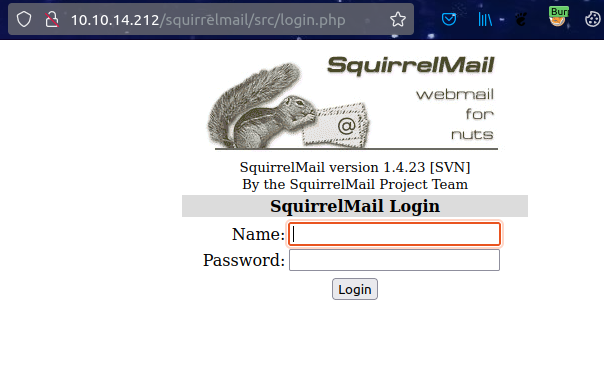 10.10.14.212/squirrelmail/src/login.php
Bur
SquirrelMail
webmail
for
nuts
@
SquirrelMail version 1.4.23 [SVN]
By the SquirrelMail Project Team
SquirrelMail Login
Name:
Password:
Login